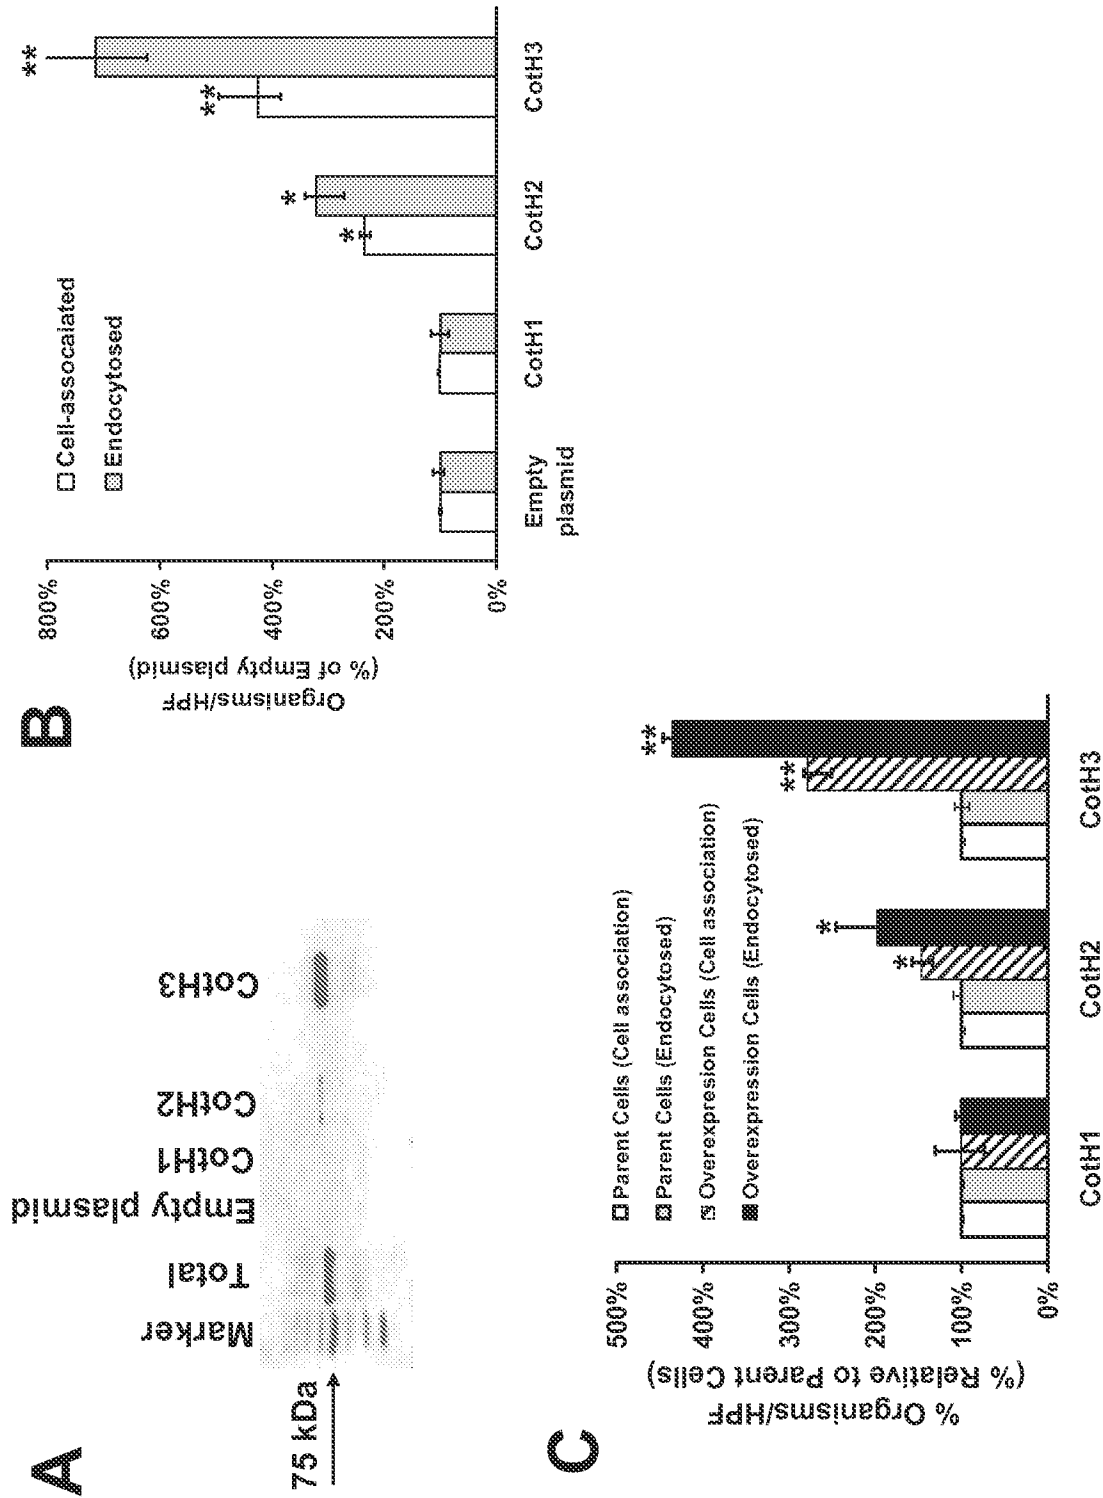 A
Marker
Total
Empty plasmid
CotH1
CotH2
CotH3
75 kDa
B
Organisms/HPF
(% of Empty plasmid)
800%
600%
400%
200%
0%
Cell-assocaiated
Endocytosed
**
**
*
*
Empty
plasmid
CotH1
CotH2
CotH3
C
% Organisms/HPF
(% Relative to Parent Cells)
500%
400%
300%
200%
100%
0%
Parent Cells (Cell association)
Parent Cells (Endocytosed)
Overexpression Cells (Cell association)
Overexpression Cells (Endocytosed)
**
**
*
*
CotH1
CotH2
CotH3